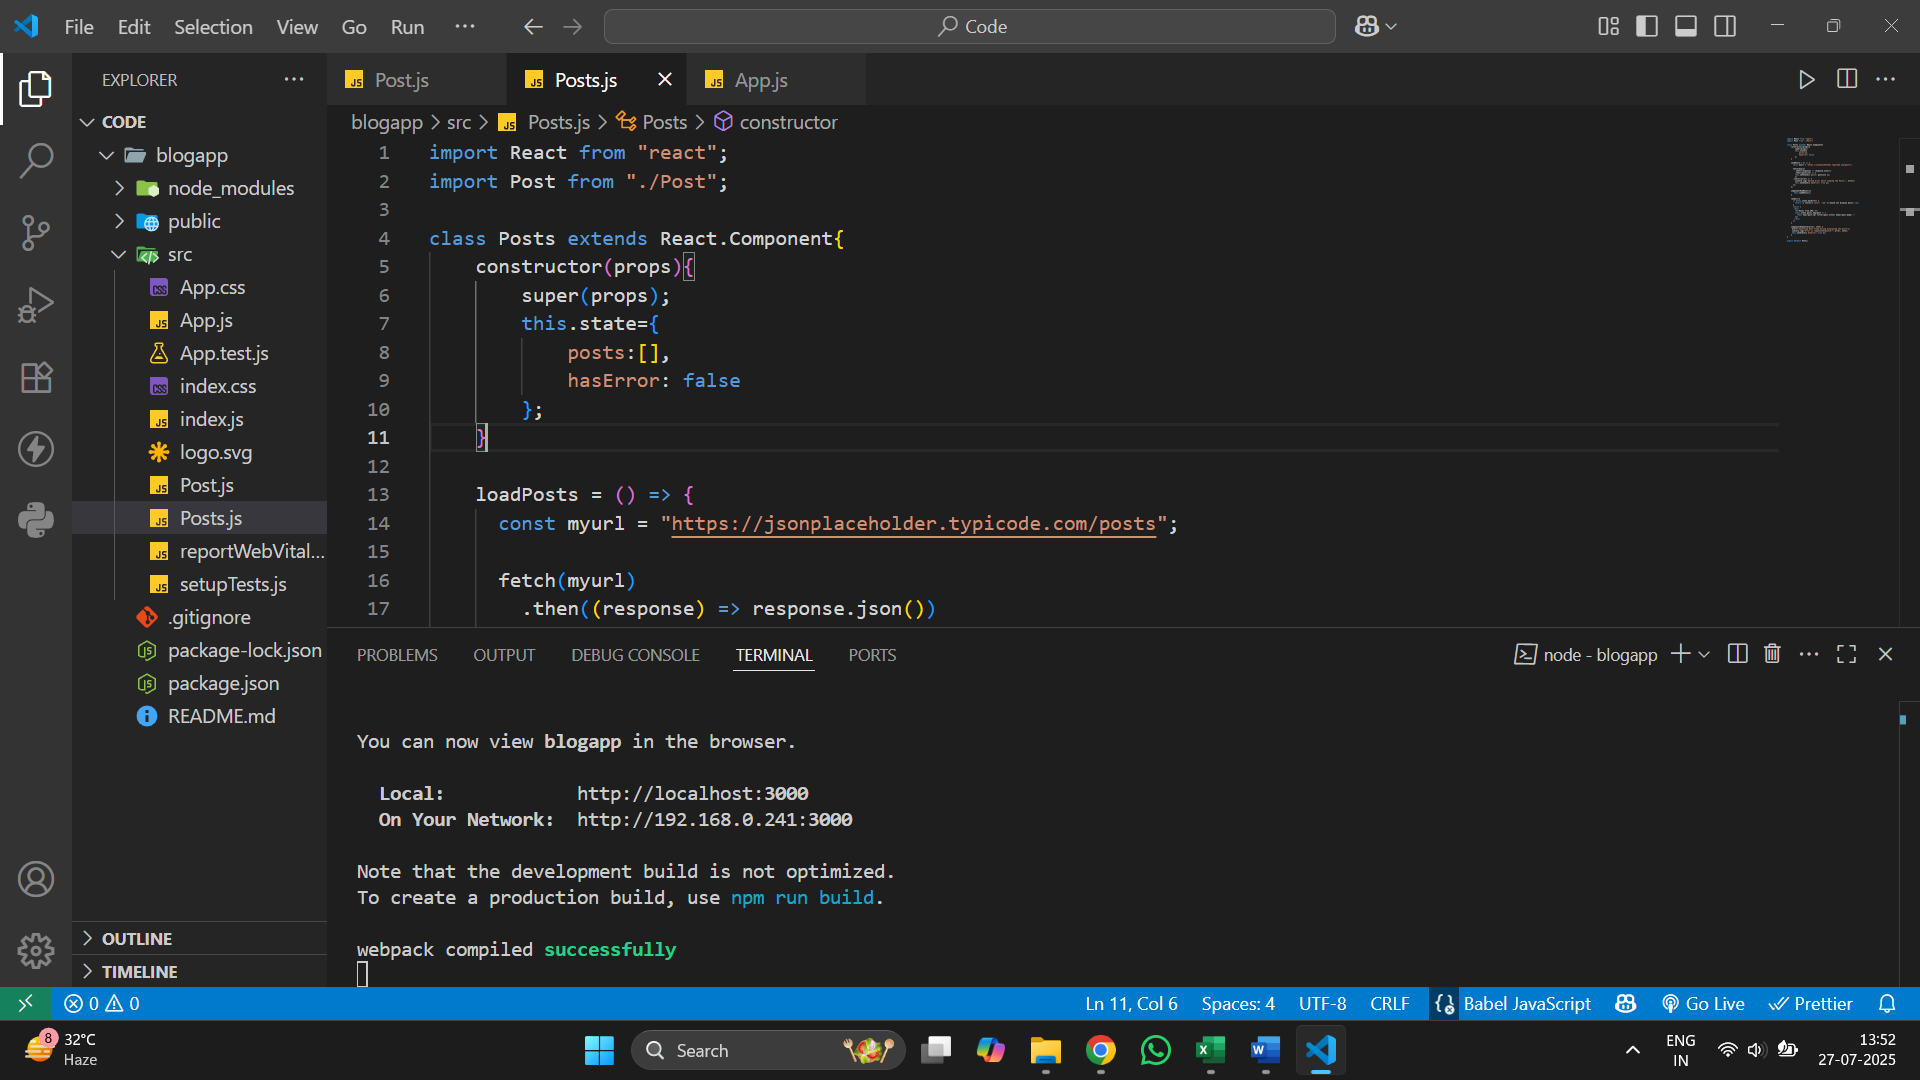 File Edit Selection View Go Run ···
Code
EXPLORER ···
Post.js
Posts.js
App.js
CODE
blogapp > src > Posts.js > Posts > constructor
blogapp
node_modules
public
src
App.css
App.js
App.test.js
index.css
index.js
logo.svg
Post.js
Posts.js
reportWebVital...
setupTests.js
.gitignore
package-lock.json
package.json
README.md
OUTLINE
TIMELINE
1 import React from "react";
2 import Post from "./Post";
3
4 class Posts extends React.Component{
5 constructor(props){
6 super(props);
7 this.state={
8 posts:[],
9 hasError: false
10 };
11 }
12
13 loadPosts = () => {
14 const myurl = "https://jsonplaceholder.typicode.com/posts";
15
16 fetch(myurl)
17 .then((response) => response.json())
PROBLEMS OUTPUT DEBUG CONSOLE TERMINAL PORTS
node - blogapp
You can now view blogapp in the browser.
Local: http://localhost:3000
On Your Network: http://192.168.0.241:3000
Note that the development build is not optimized.
To create a production build, use npm run build.
webpack compiled successfully
0 0
Ln 11, Col 6 Spaces: 4 UTF-8 CRLF Babel JavaScript Go Live Prettier
8
32°C
Haze
Search
ENG
IN
13:52
27-07-2025